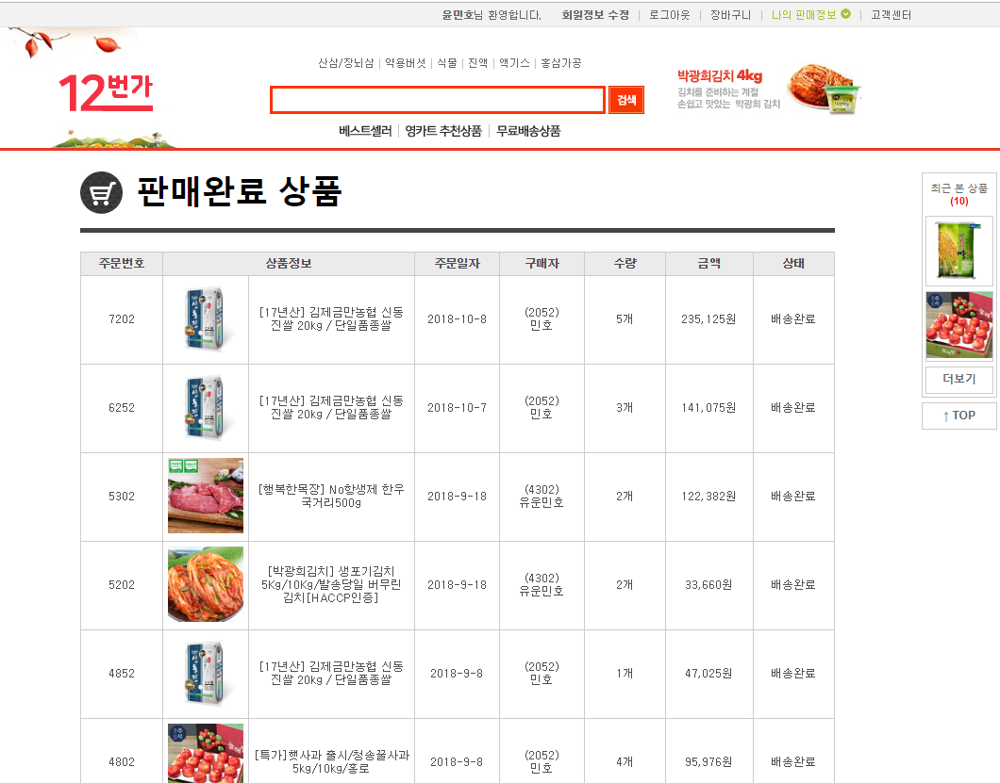 윤민호님 환영합니다. 회원정보 수정 | 로그아웃 | 장바구니 | 나의 판매정보 | 고객센터
산삼/장뇌삼 | 약용버섯 | 식물 | 진액 | 액기스 | 홍삼가공
12번가
검색
박광희김치 4kg
김치를 준비하는 계절
손쉽고 맛있는 박광희 김치
베스트셀러 | 영카트 추천상품 | 무료배송상품
판매완료 상품
최근 본 상품
(10)
더보기
↑ TOP
주문번호 상품정보 주문일자 구매자 수량 금액 상태
7202 [17년산] 김제금만농협 신동 2018-10-8 (2052) 5개 235,125원 배송완료
진쌀 20kg / 단일품종쌀 민호
6252 [17년산] 김제금만농협 신동 2018-10-7 (2052) 3개 141,075원 배송완료
진쌀 20kg / 단일품종쌀 민호
5302 [행복한목장] No항생제 한우 2018-9-18 (4302) 2개 122,382원 배송완료
국거리500g 유운민호
5202 [박광희김치] 생포기김치 2018-9-18 (4302) 2개 33,660원 배송완료
5Kg/10Kg/발송당일 버무린 유운민호
김치[HACCP인증]
4852 [17년산] 김제금만농협 신동 2018-9-8 (2052) 1개 47,025원 배송완료
진쌀 20kg / 단일품종쌀 민호
4802 [특가]햇사과 출시/청송꿀사과 2018-9-8 (2052) 4개 95,976원 배송완료
5kg/10kg/홍로 민호